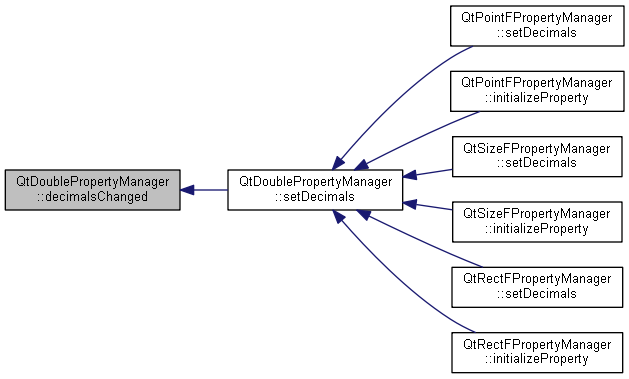 QtDoublePropertyManager
::decimalsChanged
QtDoublePropertyManager
::setDecimals
QtPointFPropertyManager
::setDecimals
QtPointFPropertyManager
::initializeProperty
QtSizeFPropertyManager
::setDecimals
QtSizeFPropertyManager
::initializeProperty
QtRectFPropertyManager
::setDecimals
QtRectFPropertyManager
::initializeProperty